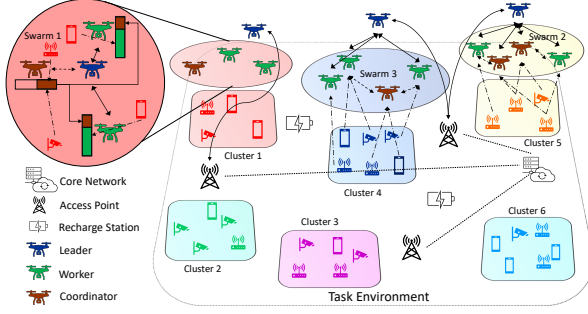 Swarm 1
Swarm 2
Swarm 3
Cluster 1
Cluster 5
Cluster 4
Core Network
Access Point
Recharge Station
Leader
Worker
Coordinator
Cluster 2
Cluster 3
Cluster 6
Task Environment